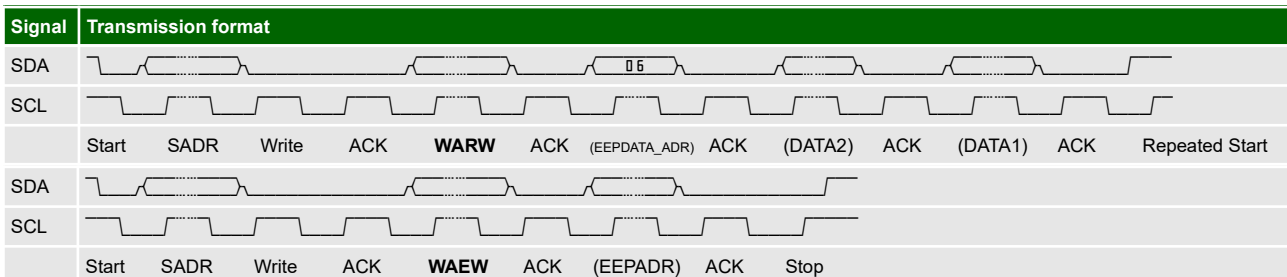 Signal Transmission format
SDA 06
SCL
Start SADR Write ACK WARW ACK (EEPDATA_ADR) ACK (DATA2) ACK (DATA1) ACK Repeated Start
SDA
SCL
Start SADR Write ACK WAEW ACK (EEPADR) ACK Stop